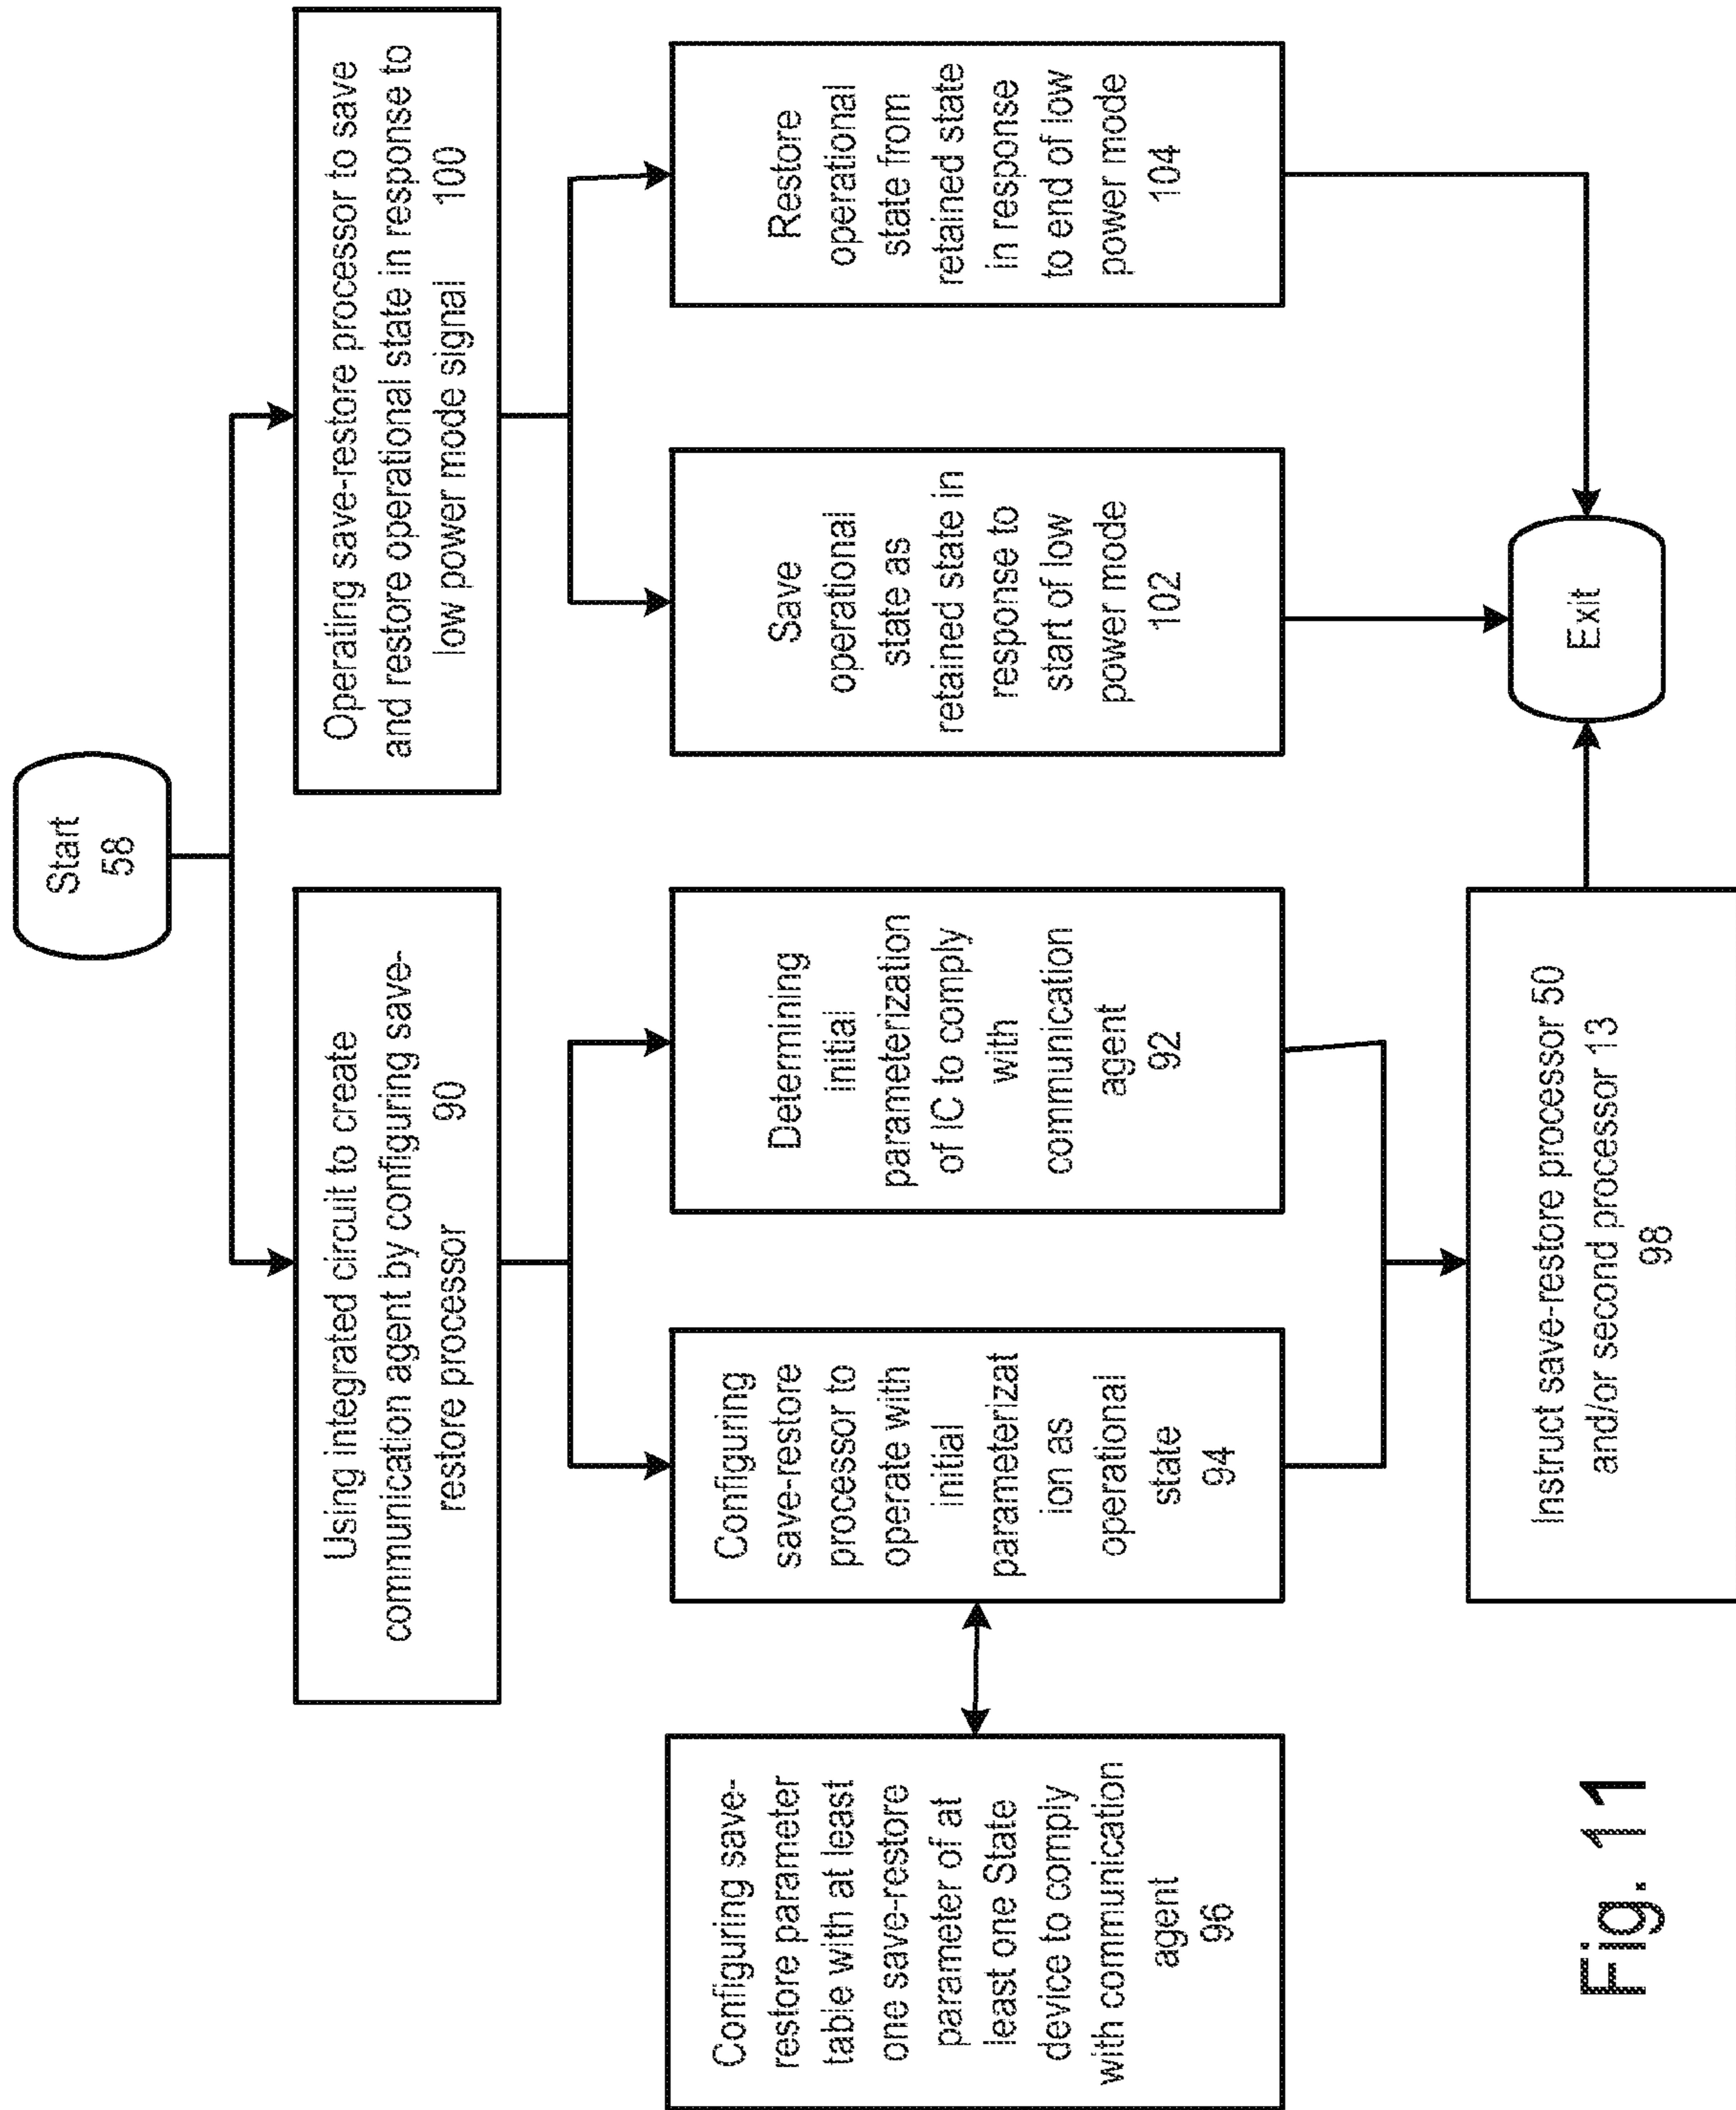 Start
58
Using integrated circuit to create
communication agent by configuring save-
restore processor 90
Operating save-restore processor to save
and restore operational state in response to
low power mode signal 100
Configuring save-
restore parameter
table with at least
one save-restore
parameter of at
least one State
device to comply
with communication
agent
96
Configuring
save-restore
processor to
operate with
initial
parameterizat
ion as
operational
state
94
Determining
initial
parameterization
of IC to comply
with
communication
agent
92
Save
operational
state as
retained state in
response to
start of low
power mode
102
Restore
operational
state from
retained state
in response
to end of low
power mode
104
Instruct save-restore processor 50
and/or second processor 13
98
Exit
Fig. 11